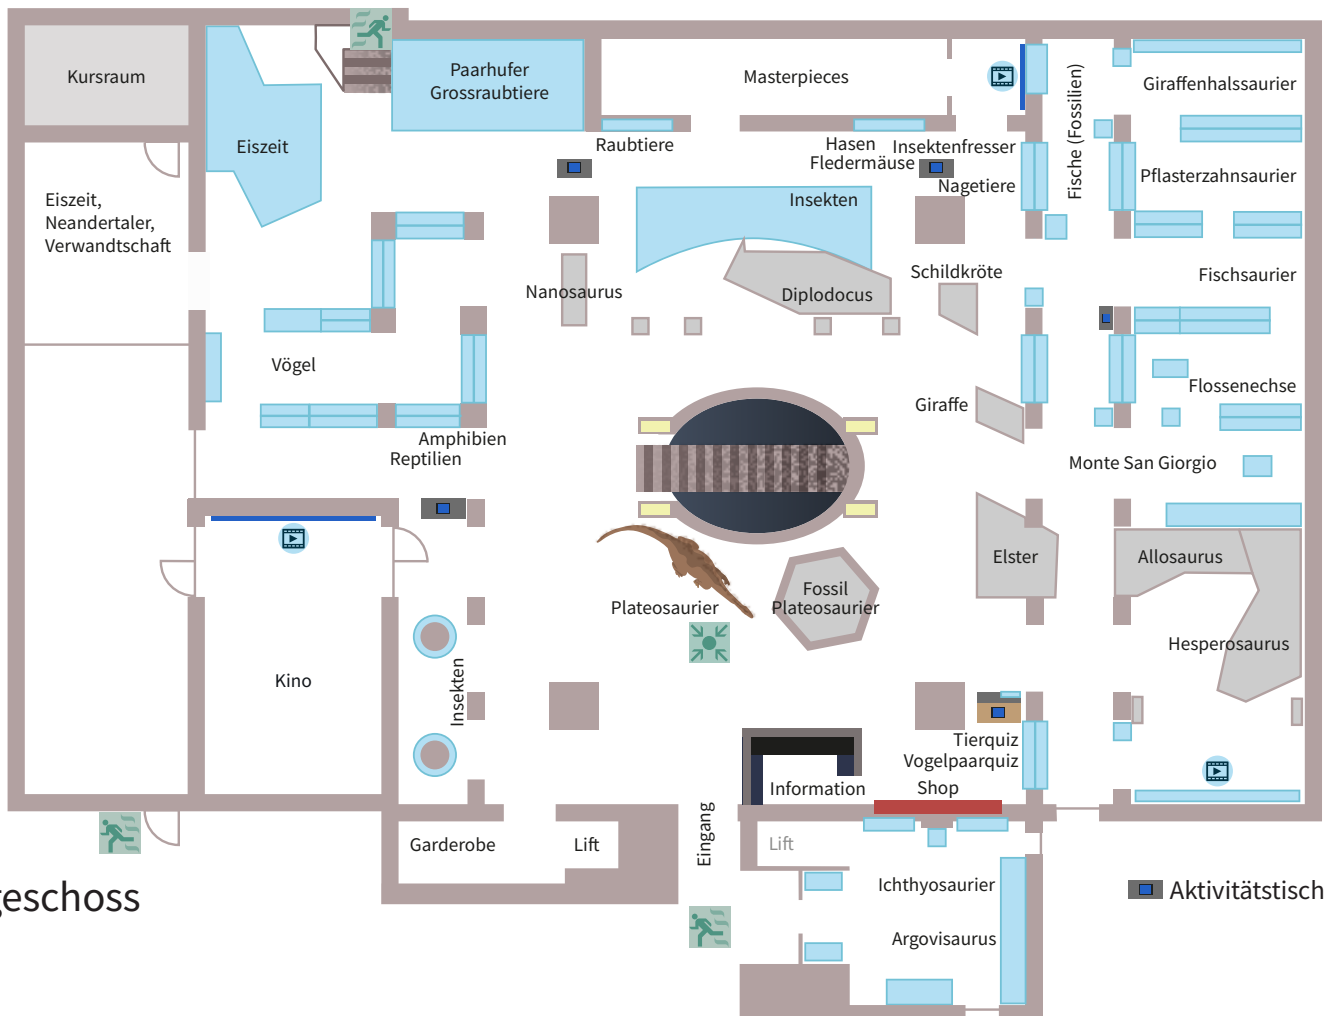 Kursraum
Paarhufer
Grossraubtiere
Masterpieces
Giraffenhalssaurier
Eiszeit
Raubtiere
Hasen
Fledermäuse
Insektenfresser
Nagetiere
Fische (Fossilien)
Pflasterzahnsaurier
Eiszeit,
Neandertaler,
Verwandtschaft
Insekten
Schildkröte
Fischsaurier
Nanosaurus
Diplodocus
Vögel
Giraffe
Flossenechse
Amphibien
Reptilien
Monte San Giorgio
Elster
Allosaurus
Fossil
Plateosaurier
Plateosaurier
Hesperosaurus
Kino
Insekten
Tierquiz
Vogelpaarquiz
Information
Shop
Garderobe
Lift
Eingang
Lift
Ichthyosaurier
Argovisaurus
geschoss
Aktivitätstisch